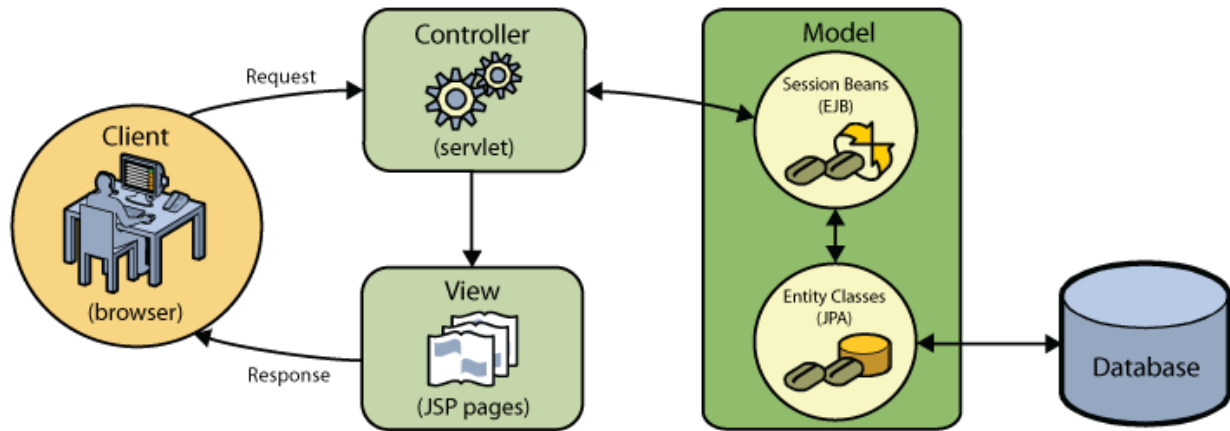 Controller
(servlet)
Request
Client
(browser)
View
(JSP pages)
Response
Model
Session Beans
(EJB)
Entity Classes
(JPA)
Database